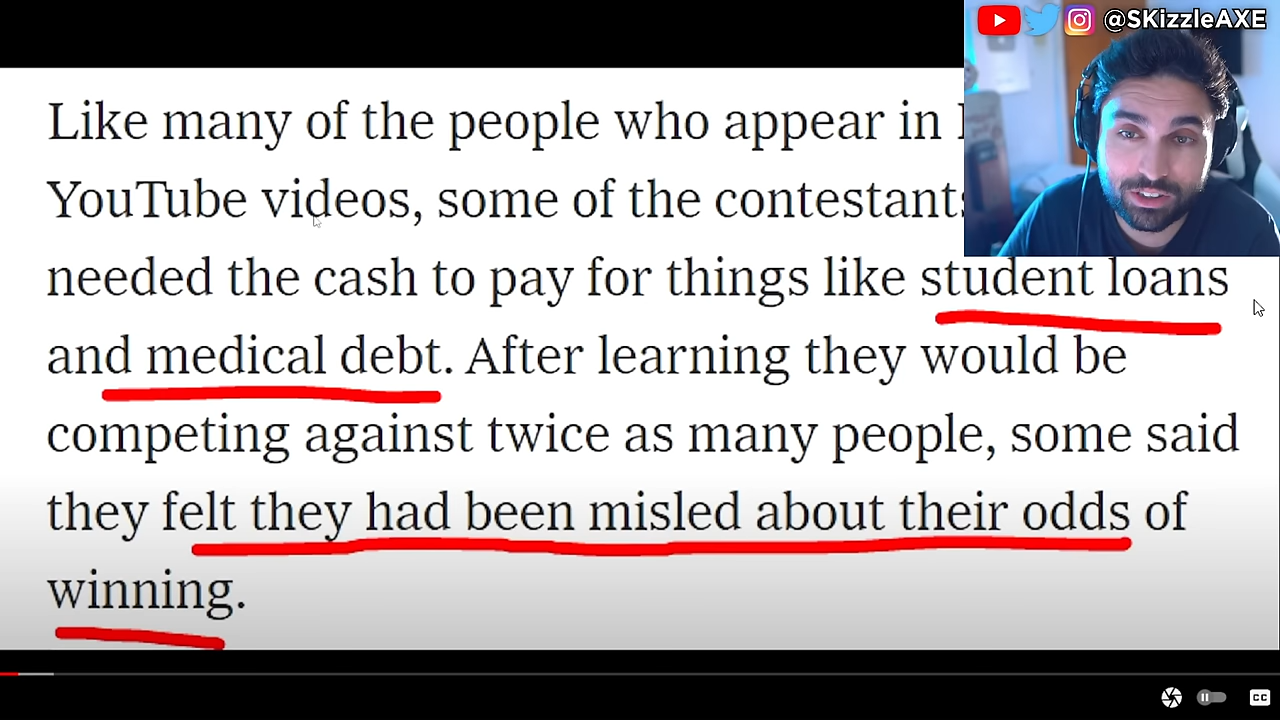 @SKizzleAXE
Like many of the people who appear in
YouTube videos, some of the contestants
needed the cash to pay for things like student loans
and medical debt. After learning they would be
competing against twice as many people, some said
they felt they had been misled about their odds of
winning.
CC